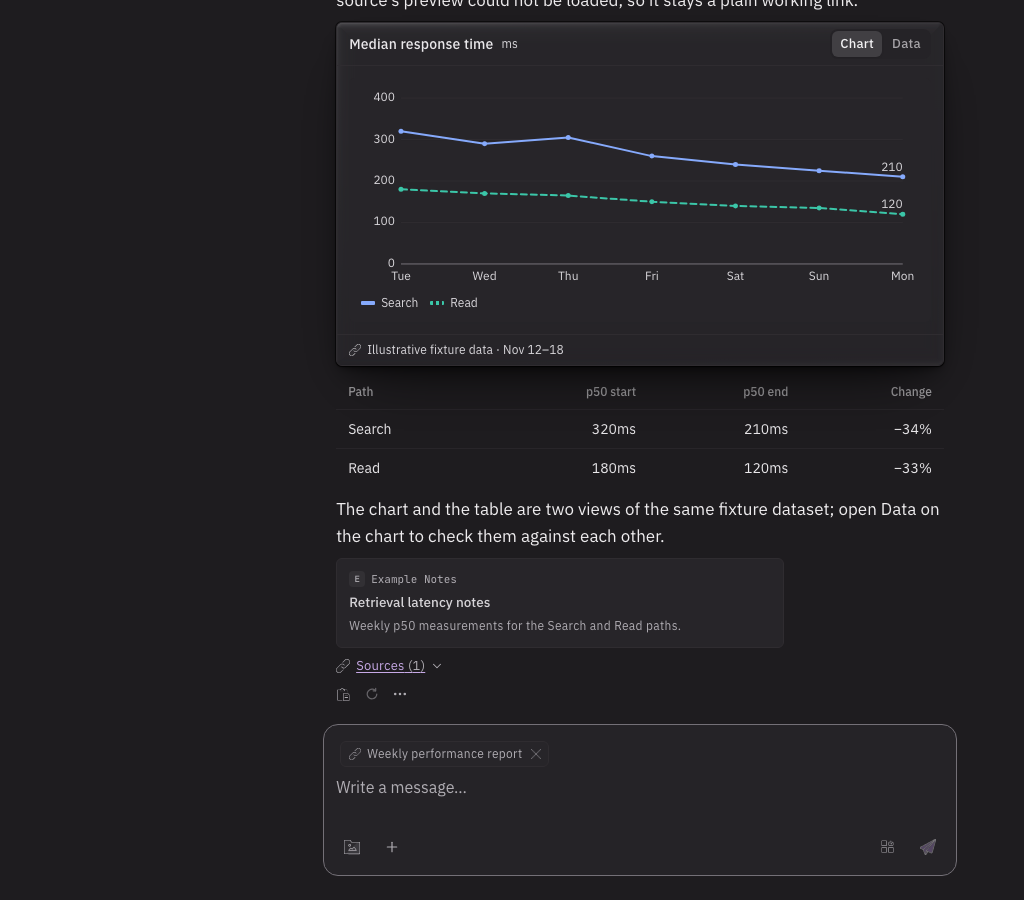 source's preview could not be loaded, so it stays a plain working link.
Median response time ms
Chart Data
400
300
200
100
0
210
120
Tue Wed Thu Fri Sat Sun Mon
Search Read
Illustrative fixture data · Nov 12–18
Path p50 start p50 end Change
Search 320ms 210ms −34%
Read 180ms 120ms −33%
The chart and the table are two views of the same fixture dataset; open Data on
the chart to check them against each other.
E Example Notes
Retrieval latency notes
Weekly p50 measurements for the Search and Read paths.
Sources (1)
Weekly performance report
Write a message...